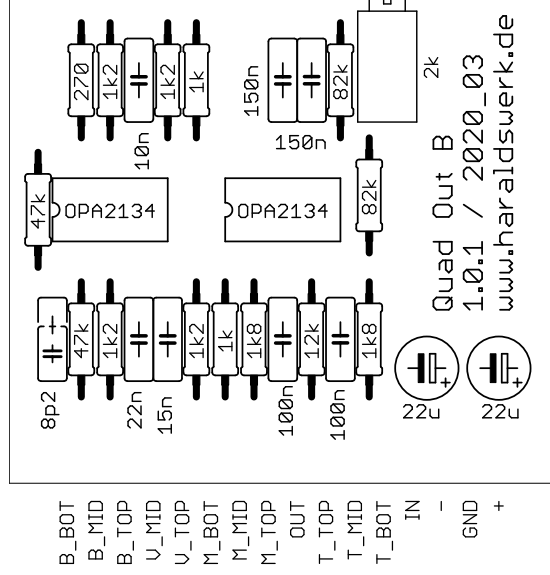 270
1k2
1k2
1k
10n
150n
150n
82k
2k
47k
OPA2134
OPA2134
82k
Quad Out B
1.0.1 / 2020_03
www.haraldswerk.de
8p2
47k
1k2
22n
15n
1k2
1k
1k8
100n
12k
100n
1k8
22u
22u
B_BOT
B_MID
B_TOP
V_MID
V_TOP
M_BOT
M_MID
M_TOP
OUT
T_TOP
T_MID
T_BOT
IN
-
GND
+